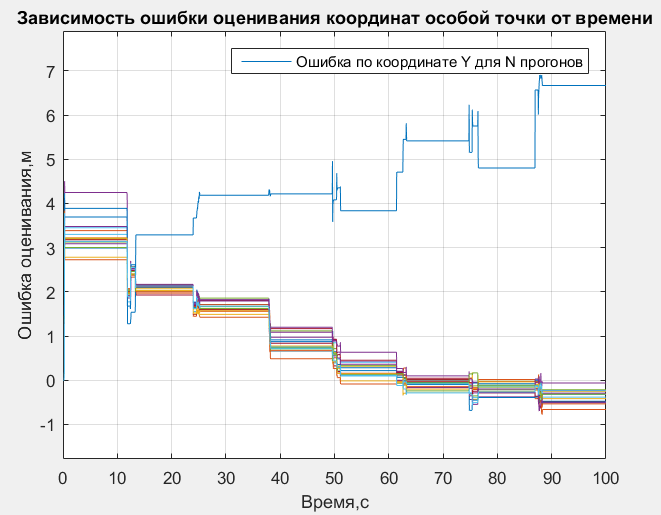 Зависимость ошибки оценивания координат особой точки от времени
Ошибка по координате Y для N прогонов
7
6
5
4
3
2
1
0
-1
Ошибка оценивания,м
0 10 20 30 40 50 60 70 80 90 100
Время,с